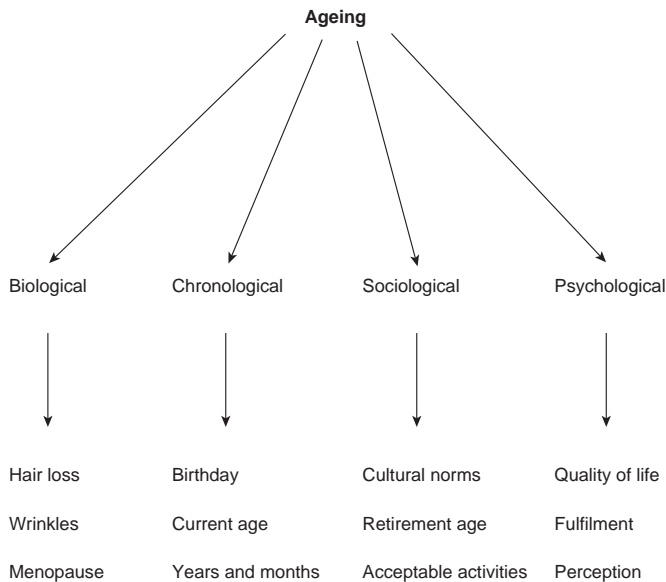 Ageing
Biological Chronological Sociological Psychological
Hair loss Birthday Cultural norms Quality of life
Wrinkles Current age Retirement age Fulfilment
Menopause Years and months Acceptable activities Perception